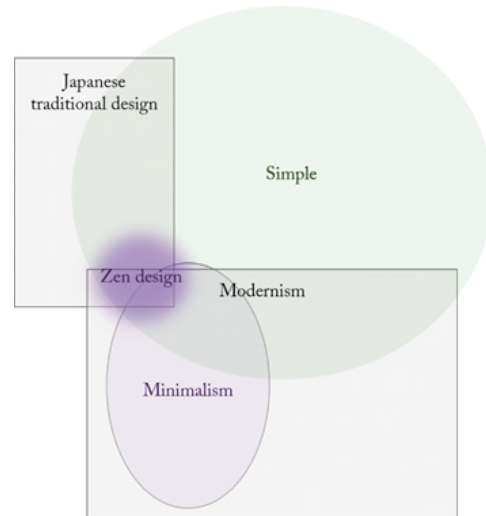 Japanese
traditional design
Simple
Zen design
Modernism
Minimalism